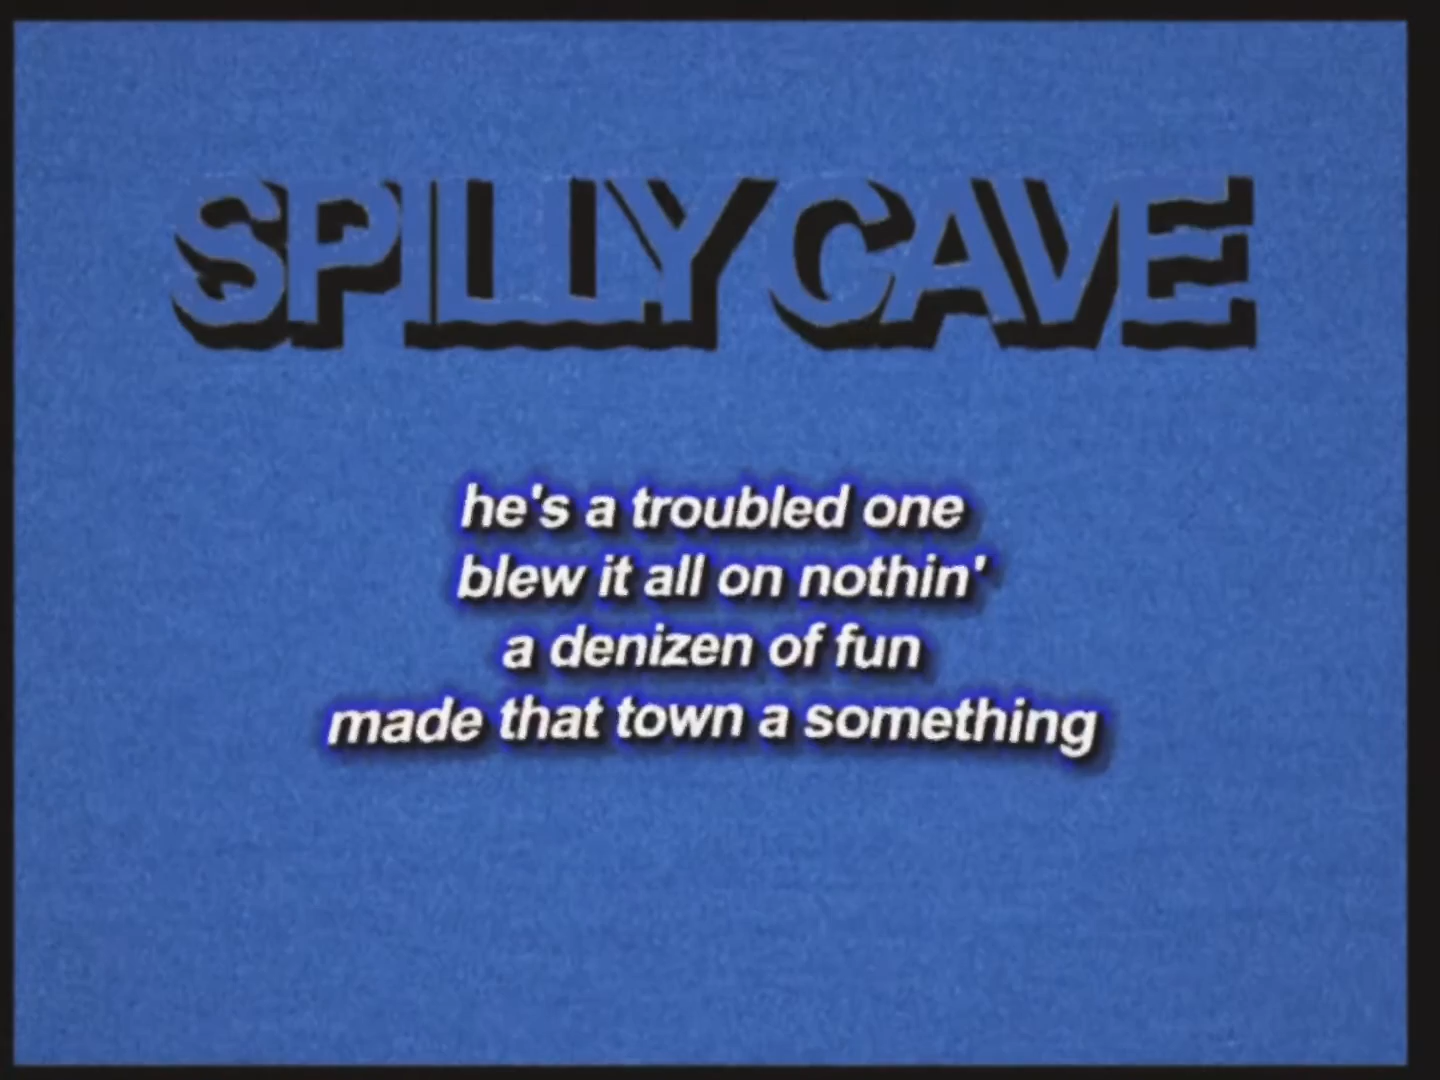 SPILLY CAVE
he's a troubled one
blew it all on nothin'
a denizen of fun
made that town a something